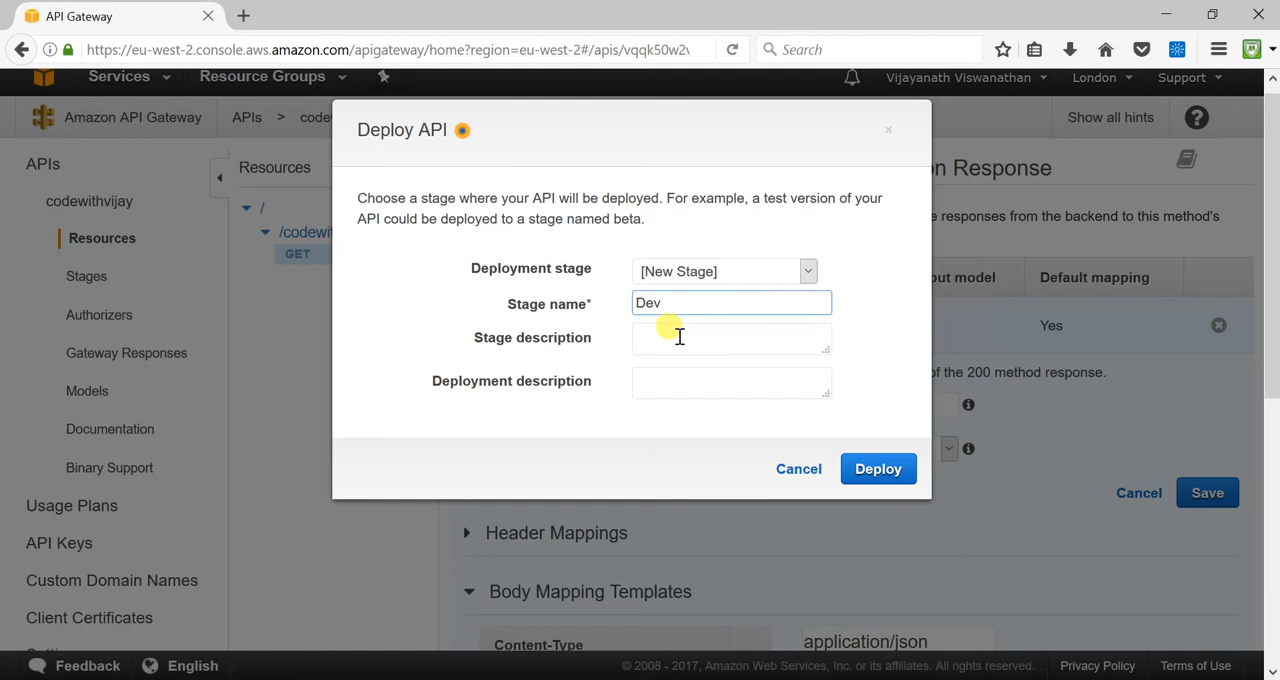 API Gateway
https://eu-west-2.console.aws.amazon.com/apigateway/home?region=eu-west-2#/apis/vqqk50w2
Search
Services
Resource Groups
Vijayanath Viswanathan
London
Support
Amazon API Gateway
APIs > code
Show all hints
Deploy API
APIs
codewithvijay
Resources
Stages
Authorizers
Gateway Responses
Models
Documentation
Binary Support
Usage Plans
API Keys
Custom Domain Names
Client Certificates
Resources
/
/codewit
GET
Choose a stage where your API will be deployed. For example, a test version of your
API could be deployed to a stage named beta.
Deployment stage [New Stage]
Stage name* Dev
Stage description
Deployment description
Cancel Deploy
n Response
e responses from the backend to this method's
out model Default mapping
Yes
of the 200 method response.
Cancel Save
Header Mappings
Body Mapping Templates
Content-Type
application/json
Feedback English
© 2008 - 2017, Amazon Web Services, Inc. or its affiliates. All rights reserved. Privacy Policy Terms of Use